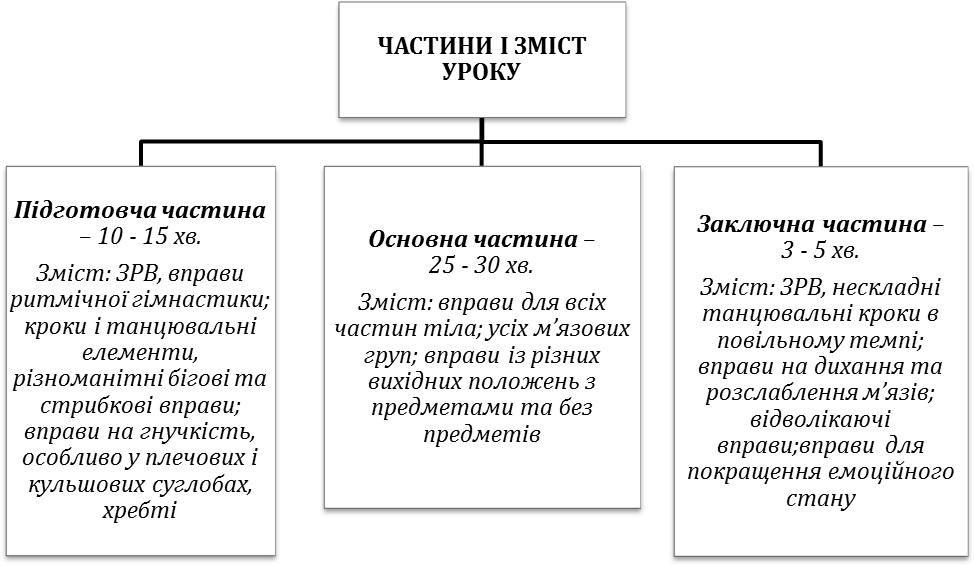 ЧАСТИНИ І ЗМІСТ
УРОКУ
Підготовча частина
– 10 - 15 хв.
Зміст: ЗРВ, вправи
ритмічної гімнастики;
кроки і танцювальні
елементи,
різноманітні бігові та
стрибкові вправи;
вправи на гнучкість,
особливо у плечових і
кульшових суглобах,
хребті
Основна частина –
25 - 30 хв.
Зміст: вправи для всіх
частин тіла; усіх м’язових
груп; вправи із різних
вихідних положень з
предметами та без
предметів
Заключна частина –
3 - 5 хв.
Зміст: ЗРВ, нескладні
танцювальні кроки в
повільному темпі;
вправи на дихання та
розслаблення м’язів;
відволікаючі
вправи;вправи для
покращення емоційного
стану